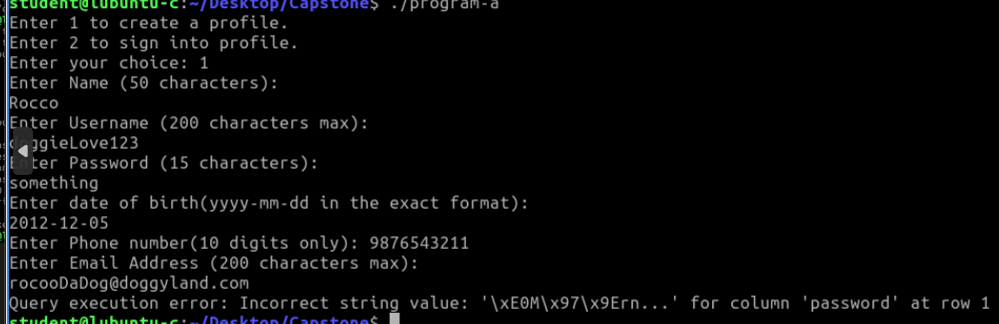 student@lubuntu-c:~/Desktop/Capstone$ ./program-a
Enter 1 to create a profile.
Enter 2 to sign into profile.
Enter your choice: 1
Enter Name (50 characters):
Rocco
Enter Username (200 characters max):
ggieLove123
Enter Password (15 characters):
something
Enter date of birth(yyyy-mm-dd in the exact format):
2012-12-05
Enter Phone number(10 digits only): 9876543211
Enter Email Address (200 characters max):
rocooDaDog@doggyland.com
Query execution error: Incorrect string value: '\xE0M\x97\x9Ern...' for column 'password' at row 1
student@lubuntu-c:~/Desktop/Capstone$